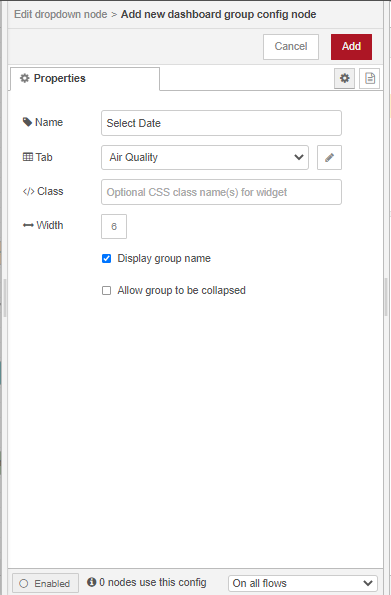 Edit dropdown node > Add new dashboard group config node
Cancel Add
Properties
Name Select Date
Tab Air Quality
</> Class Optional CSS class name(s) for widget
Width 6
Display group name
Allow group to be collapsed
Enabled 0 nodes use this config On all flows